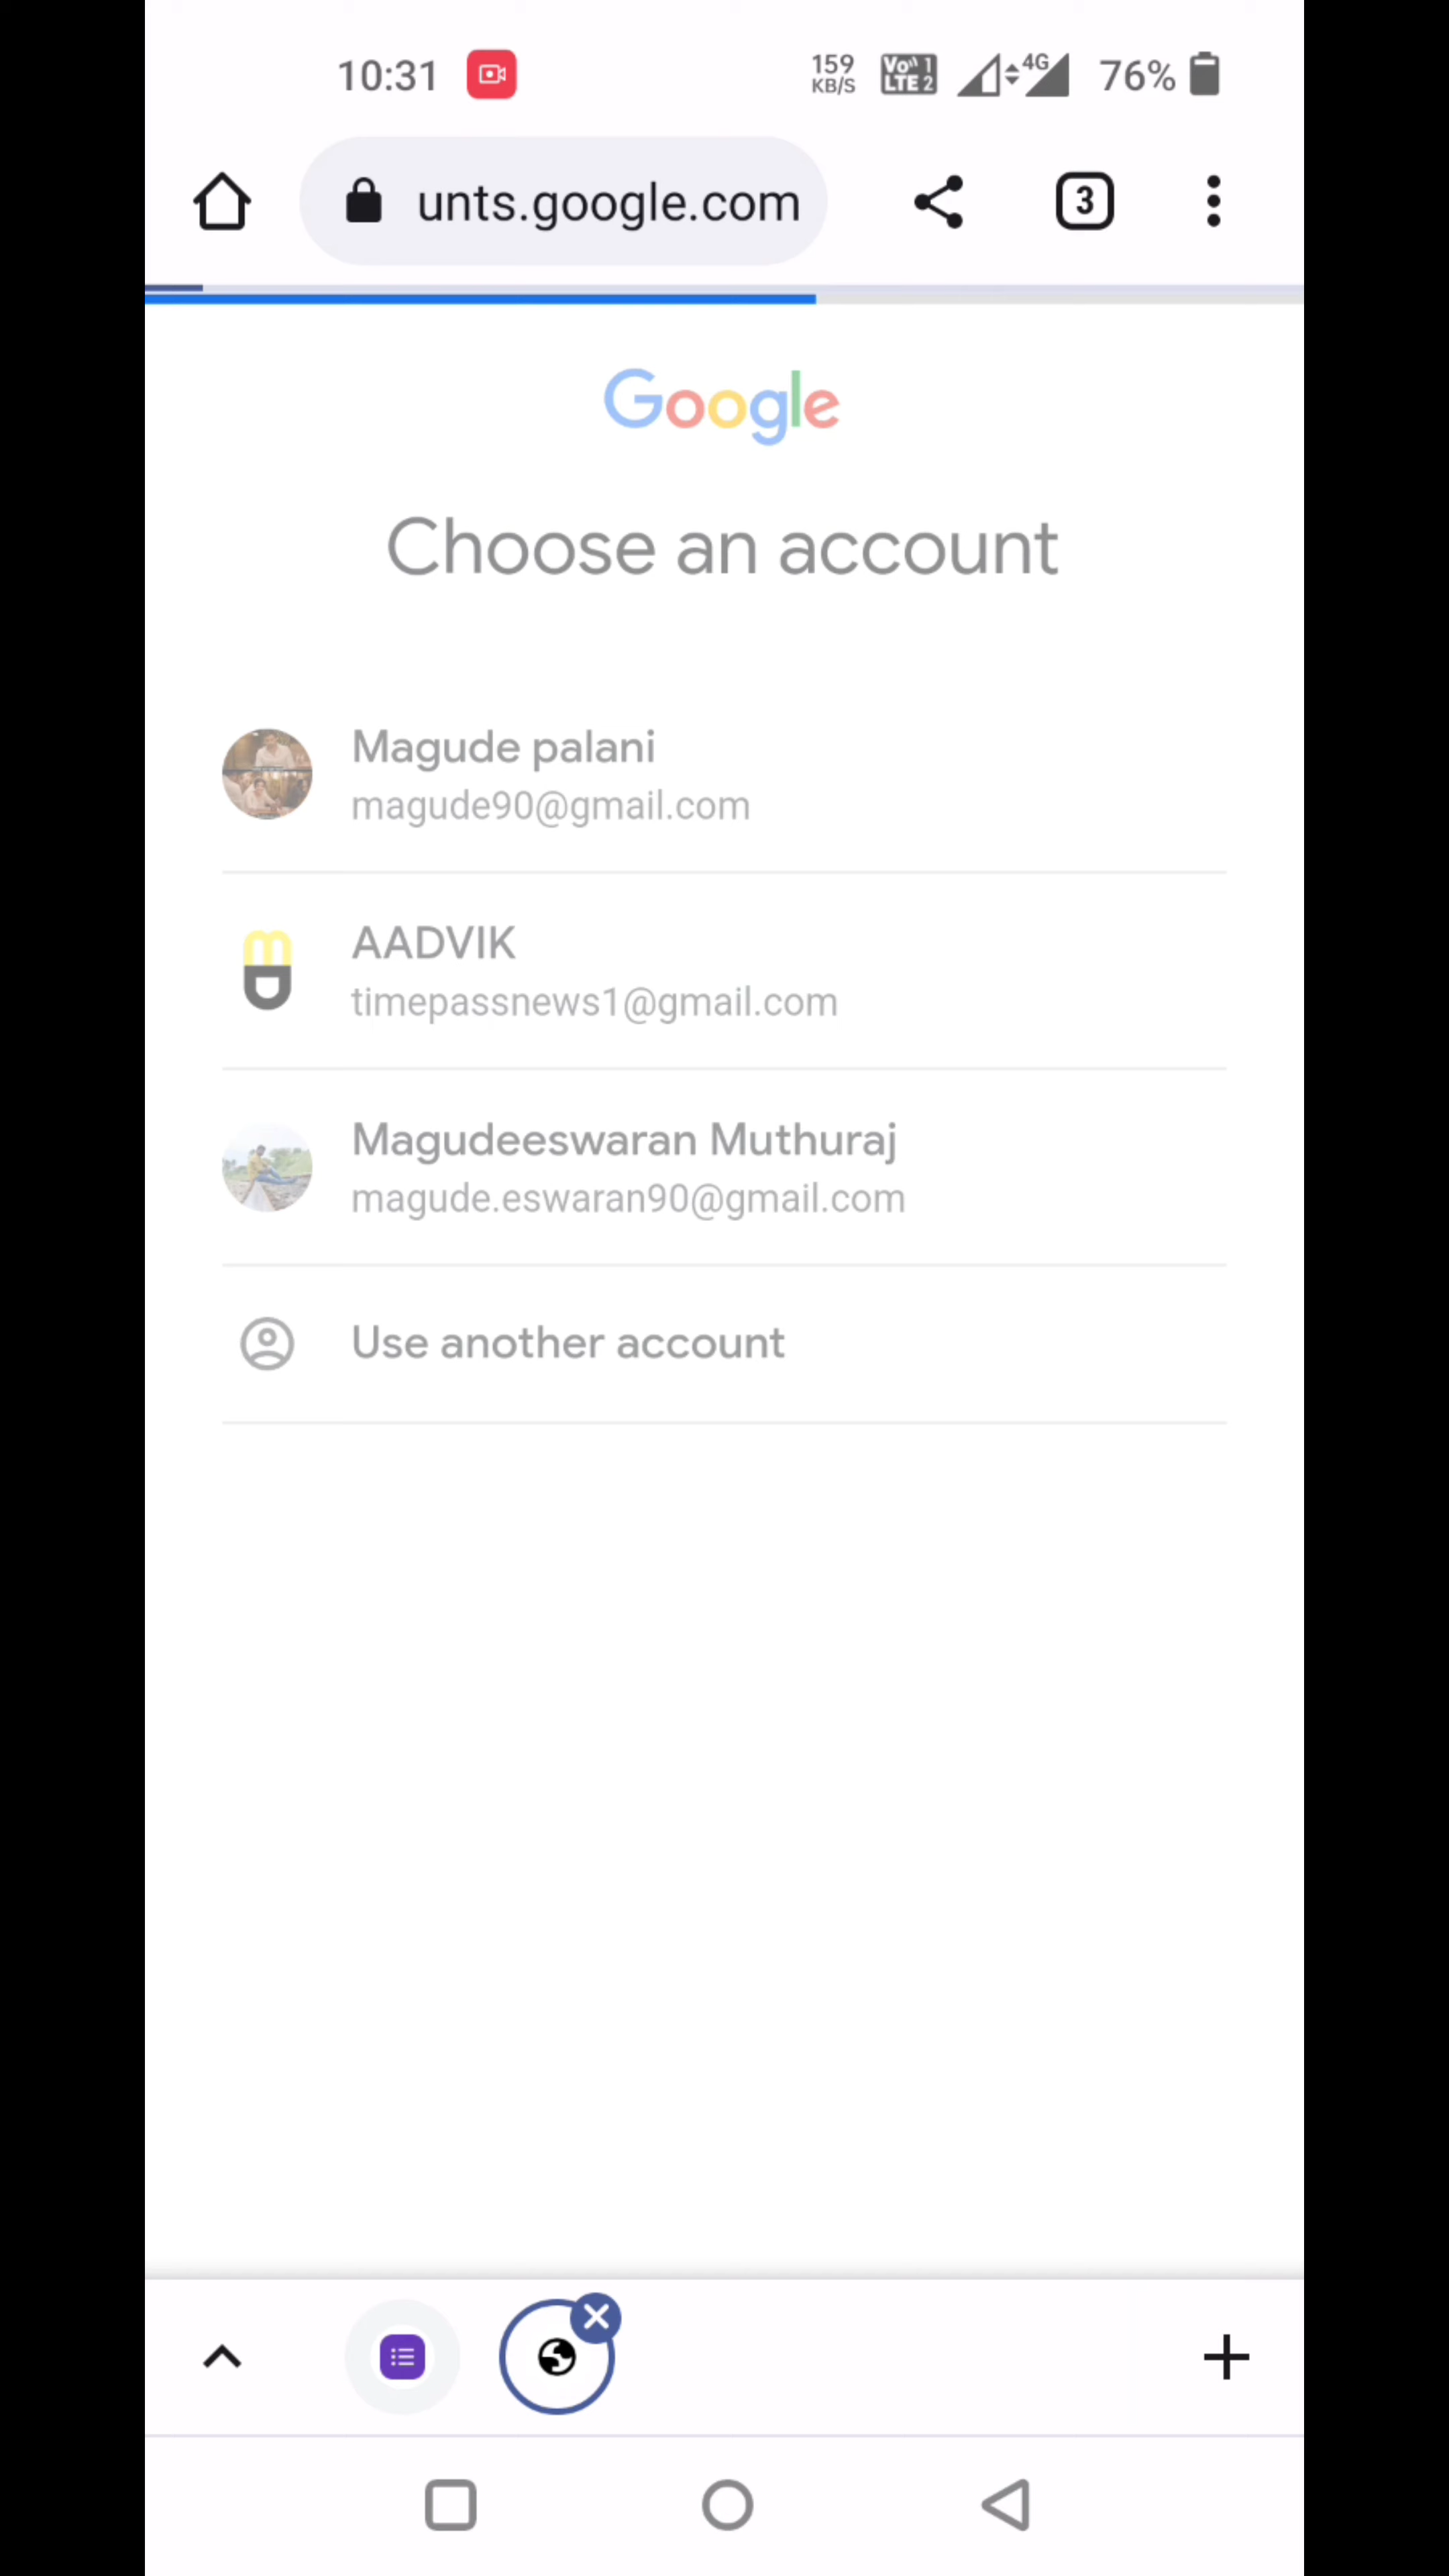 10:31
159
KB/S
Vo 1
LTE 2
4G
76%
unts.google.com
3
Google
Choose an account
Magude palani
magude90@gmail.com
AADVIK
timepassnews1@gmail.com
Magudeeswaran Muthuraj
magude.eswaran90@gmail.com
Use another account